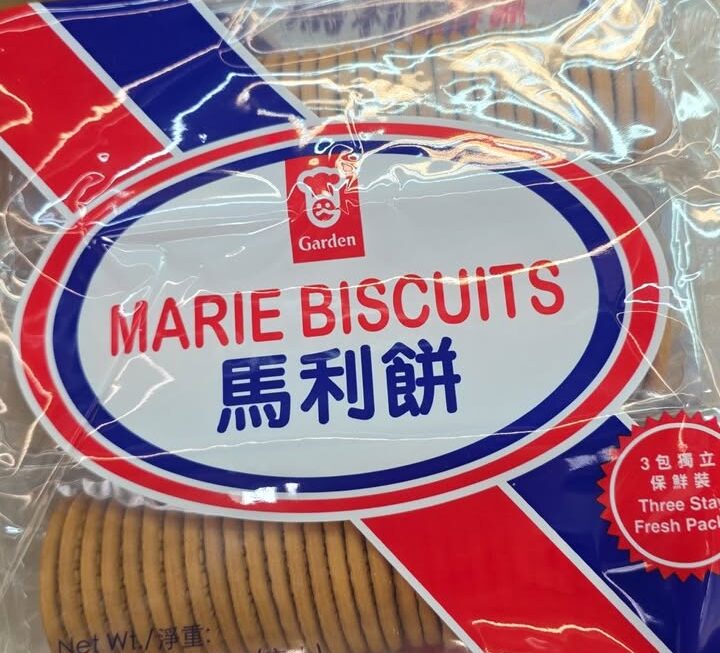 Garden
MARIE BISCUITS
馬利餅
3包獨立
保鮮裝
Three Stay
Fresh Pack
Net Wt./淨重: